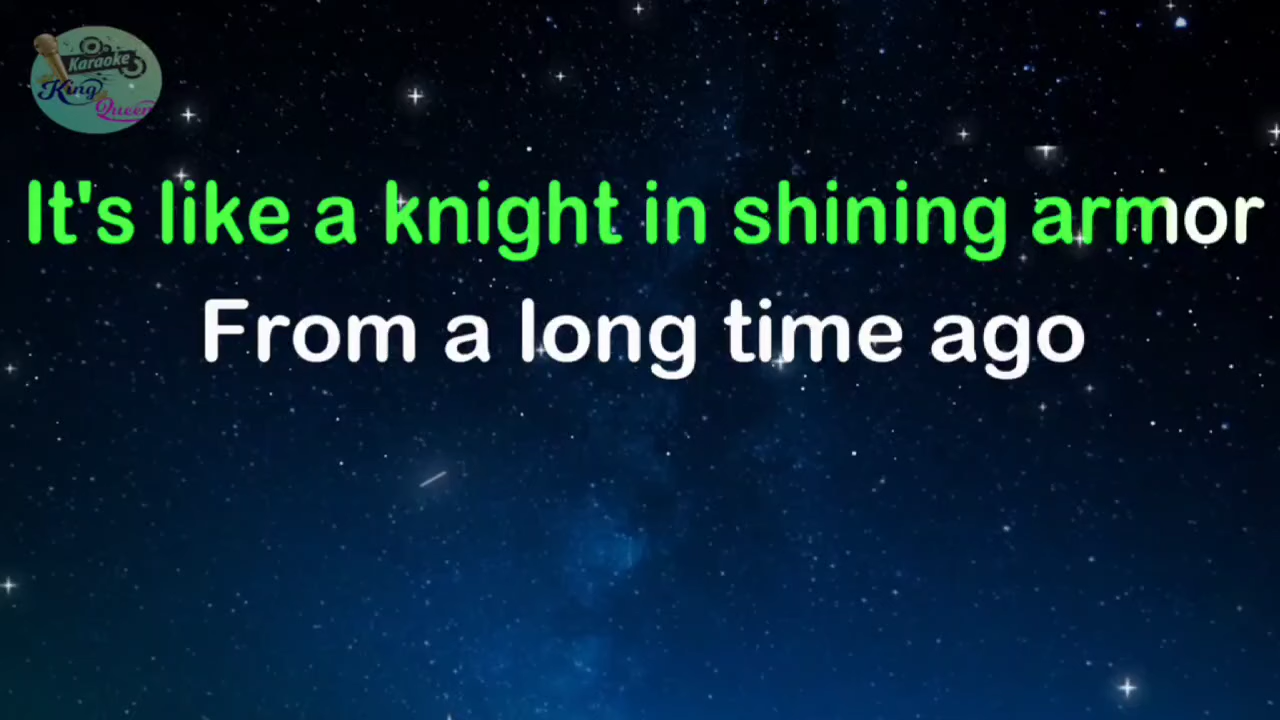 Karaoke
King
Queen
It's like a knight in shining armor
From a long time ago